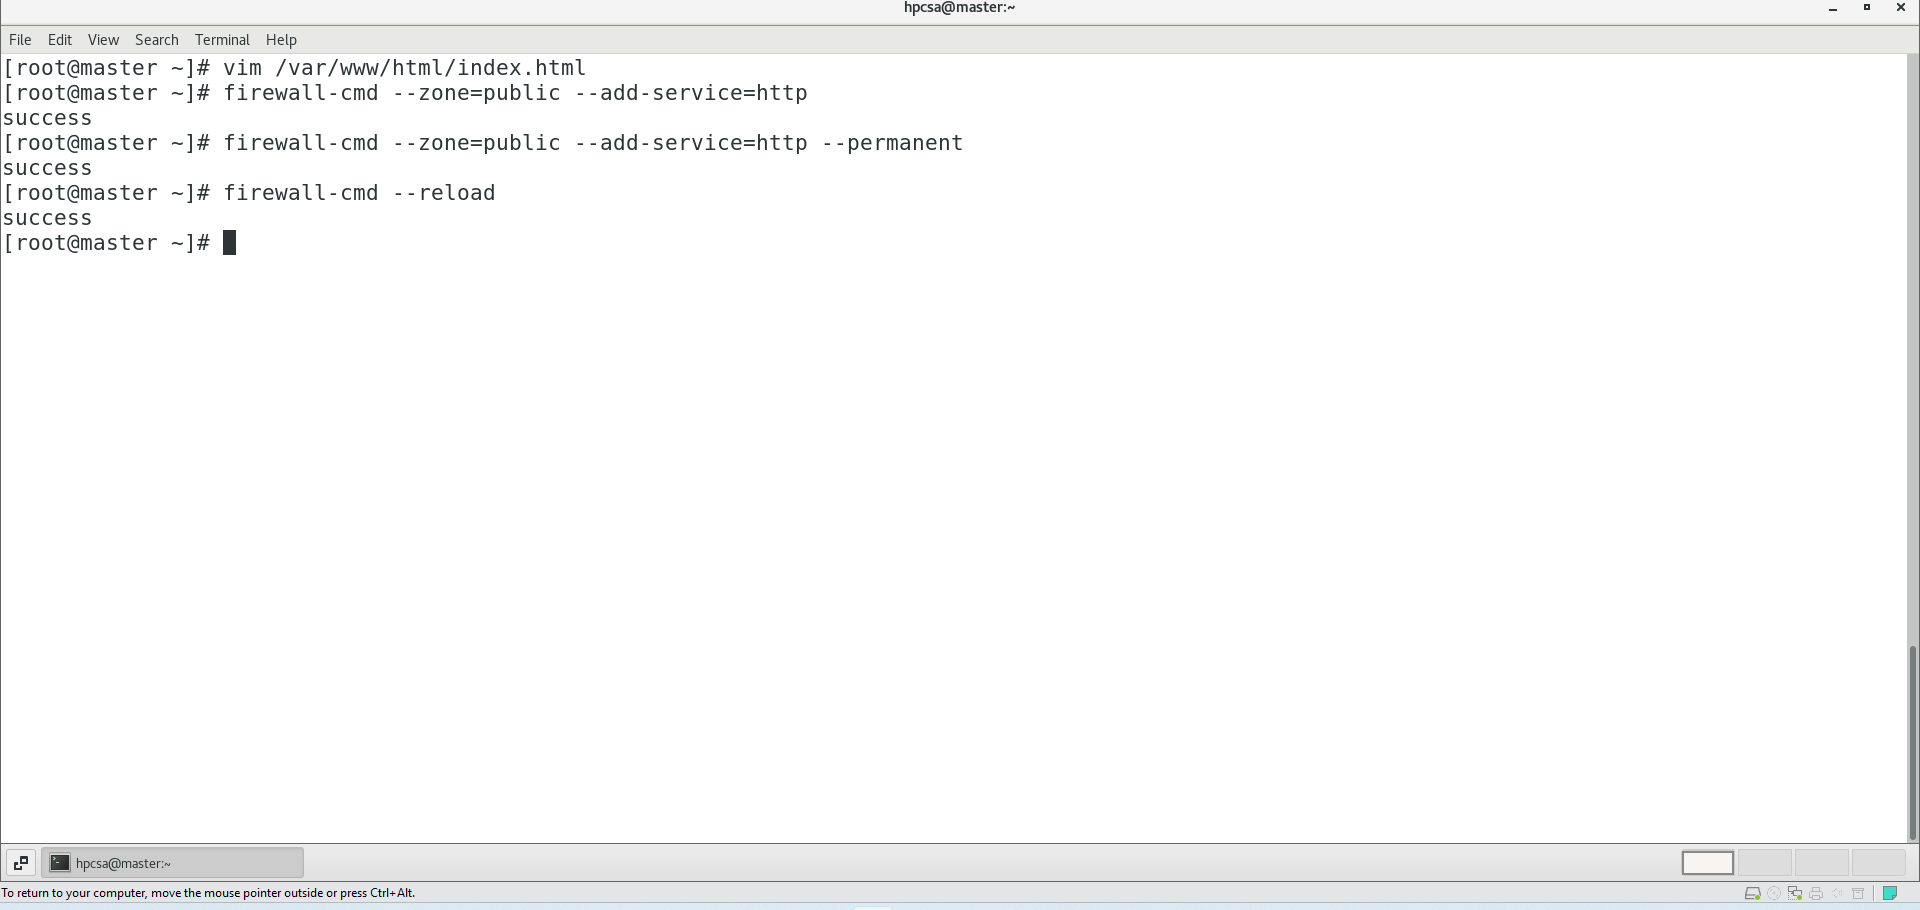 hpcsa@master:~
File Edit View Search Terminal Help
[root@master ~]# vim /var/www/html/index.html
[root@master ~]# firewall-cmd --zone=public --add-service=http
success
[root@master ~]# firewall-cmd --zone=public --add-service=http --permanent
success
[root@master ~]# firewall-cmd --reload
success
[root@master ~]#
hpcsa@master:~
To return to your computer, move the mouse pointer outside or press Ctrl+Alt.